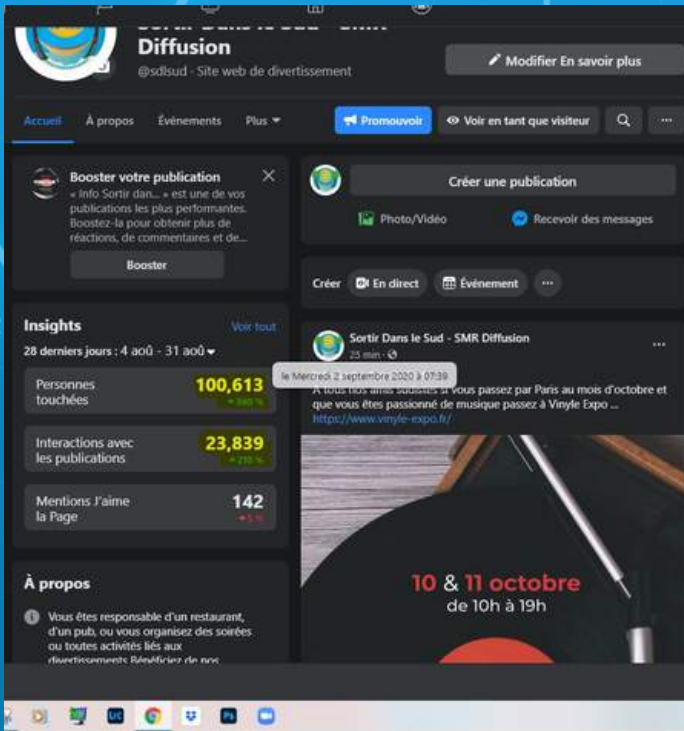 Diffusion
@sdlsud - Site web de divertissement
Modifier En savoir plus
Accueil À propos Événements Plus
Promouvoir Voir en tant que visiteur
Booster votre publication
« Info Sortir dan... » est une de vos
publications les plus performantes.
Boostez-la pour obtenir plus de
réactions, de commentaires et de...
Booster
Insights Voir tout
28 derniers jours : 4 aoû - 31 aoû
Personnes
touchées
100,613
Interactions avec
les publications
23,839
Mentions J'aime
la Page
142
À propos
Vous êtes responsable d'un restaurant,
d'un pub, ou vous organisez des soirées
ou toutes activités liés aux
divertissements Bénéficiez de nos
Créer une publication
Photo/Vidéo Recevoir des messages
Créer En direct Événement
Sortir Dans le Sud - SMR Diffusion
25 min
le Mercredi 2 septembre 2020 à 07:39
A tous nos amis sudistes si vous passez par Paris au mois d'octobre et
que vous êtes passionné de musique passez à Vinyle Expo ...
https://www.vinyle-expo.fr/
10 & 11 octobre
de 10h à 19h